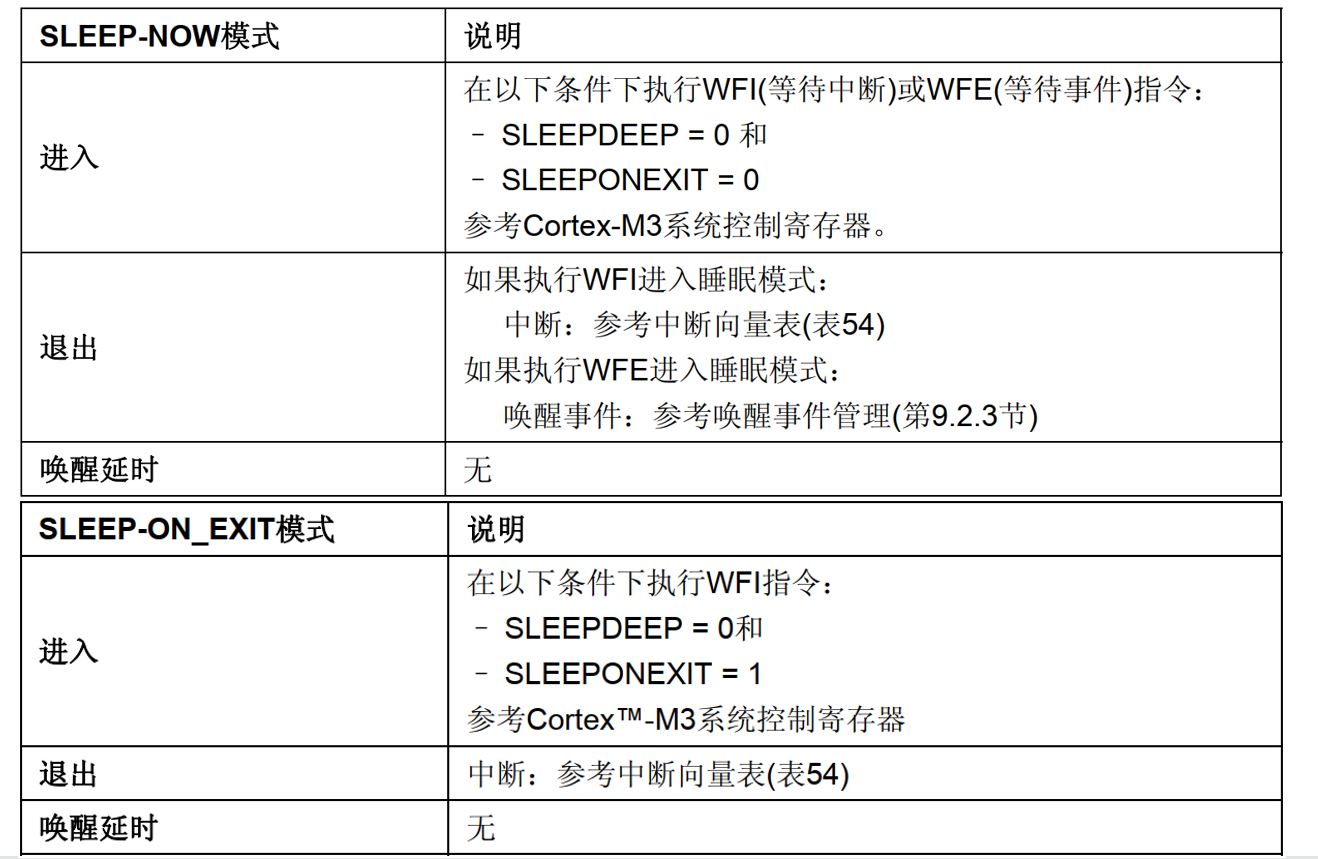 SLEEP-NOW模式
说明
进入
在以下条件下执行WFI(等待中断)或WFE(等待事件)指令：
– SLEEPDEEP = 0 和
– SLEEPONEXIT = 0
参考Cortex-M3系统控制寄存器。
退出
如果执行WFI进入睡眠模式：
中断：参考中断向量表(表54)
如果执行WFE进入睡眠模式：
唤醒事件：参考唤醒事件管理(第9.2.3节)
唤醒延时
无
SLEEP-ON_EXIT模式
说明
进入
在以下条件下执行WFI指令：
– SLEEPDEEP = 0和
– SLEEPONEXIT = 1
参考Cortex™-M3系统控制寄存器
退出
中断：参考中断向量表(表54)
唤醒延时
无